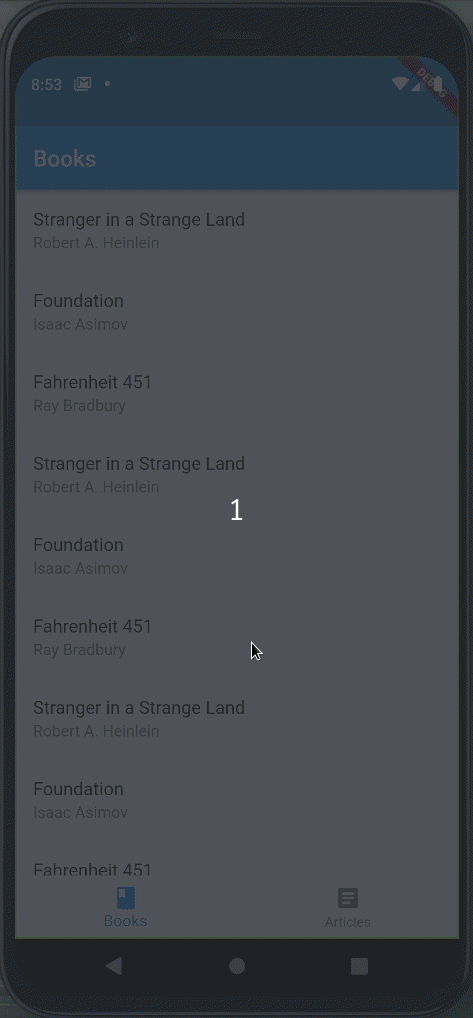 8:53
DEBUG
Books
Stranger in a Strange Land
Robert A. Heinlein
Foundation
Isaac Asimov
Fahrenheit 451
Ray Bradbury
Stranger in a Strange Land
Robert A. Heinlein
1
Foundation
Isaac Asimov
Fahrenheit 451
Ray Bradbury
Stranger in a Strange Land
Robert A. Heinlein
Foundation
Isaac Asimov
Fahrenheit 451
Books
Articles